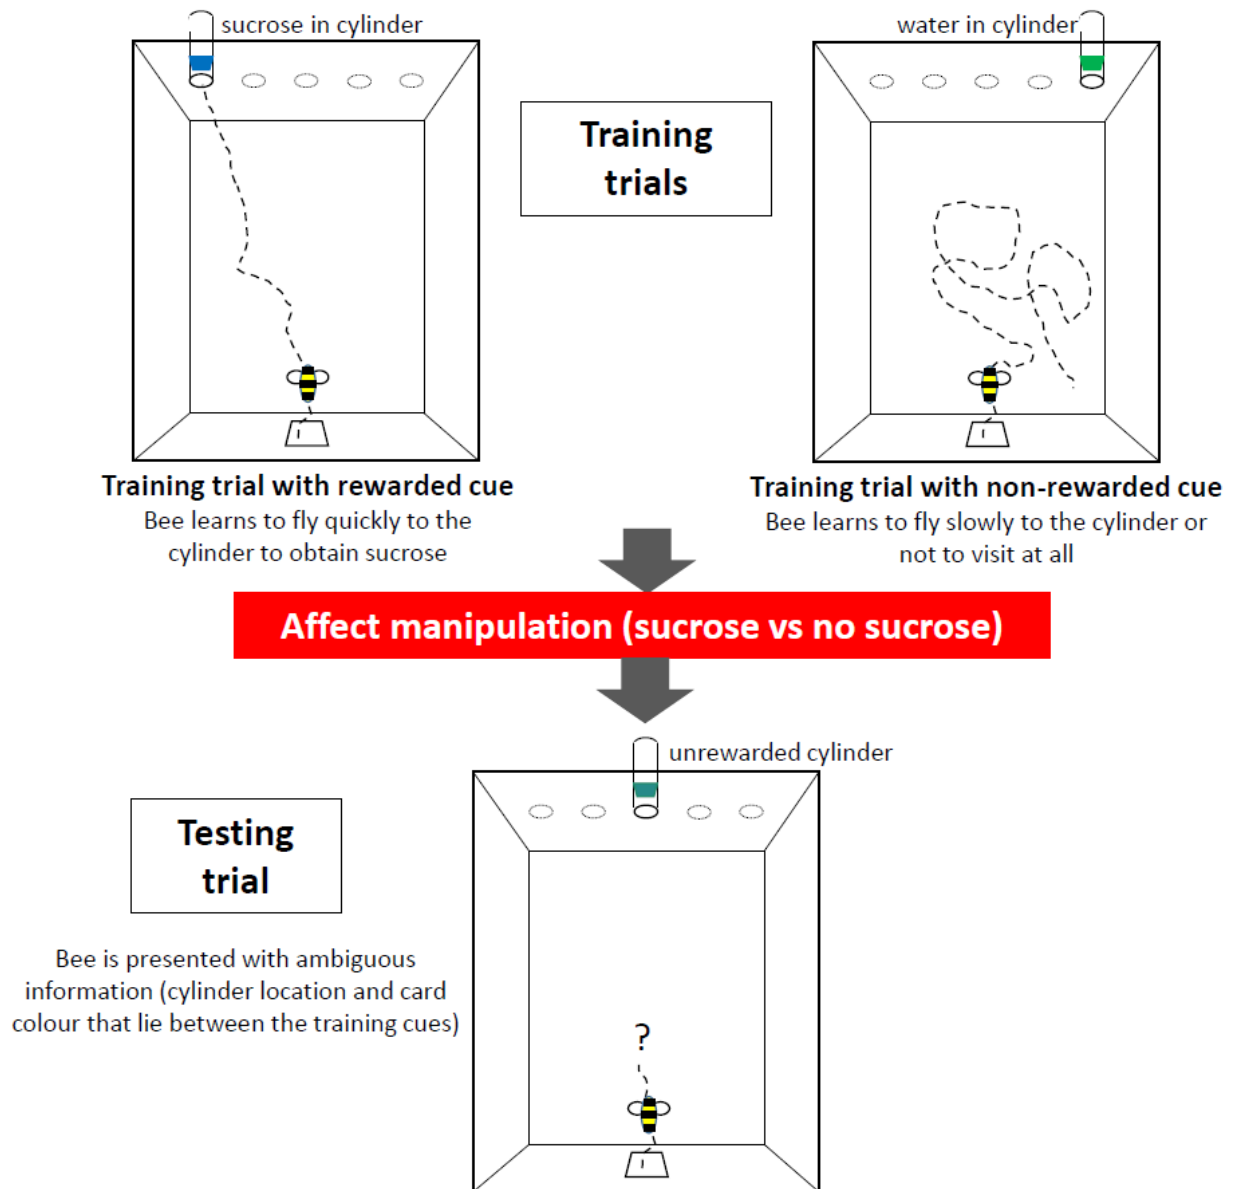 sucrose in cylinder
water in cylinder
Training
trials
Training trial with rewarded cue
Bee learns to fly quickly to the
cylinder to obtain sucrose
Training trial with non-rewarded cue
Bee learns to fly slowly to the cylinder or
not to visit at all
Affect manipulation (sucrose vs no sucrose)
unrewarded cylinder
Testing
trial
Bee is presented with ambiguous
information (cylinder location and card
colour that lie between the training cues)
?